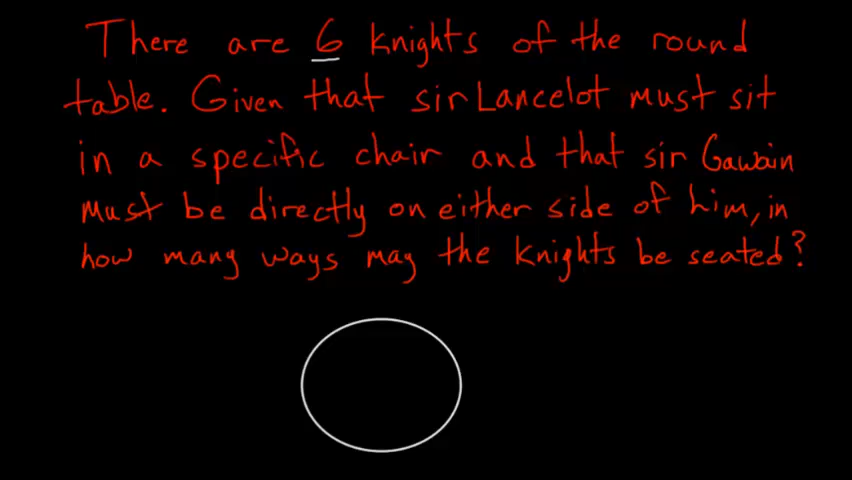 There are 6 knights of the round
table. Given that sir Lancelot must sit
in a specific chair and that sir Gawain
must be directly on either side of him, in
how many ways may the knights be seated?